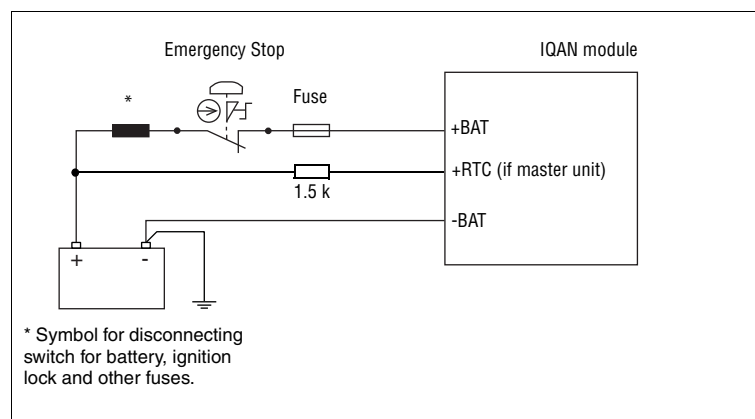 Emergency Stop
IQAN module
*
Fuse
+BAT
+RTC (if master unit)
1.5 k
-BAT
+ -
* Symbol for disconnecting
switch for battery, ignition
lock and other fuses.